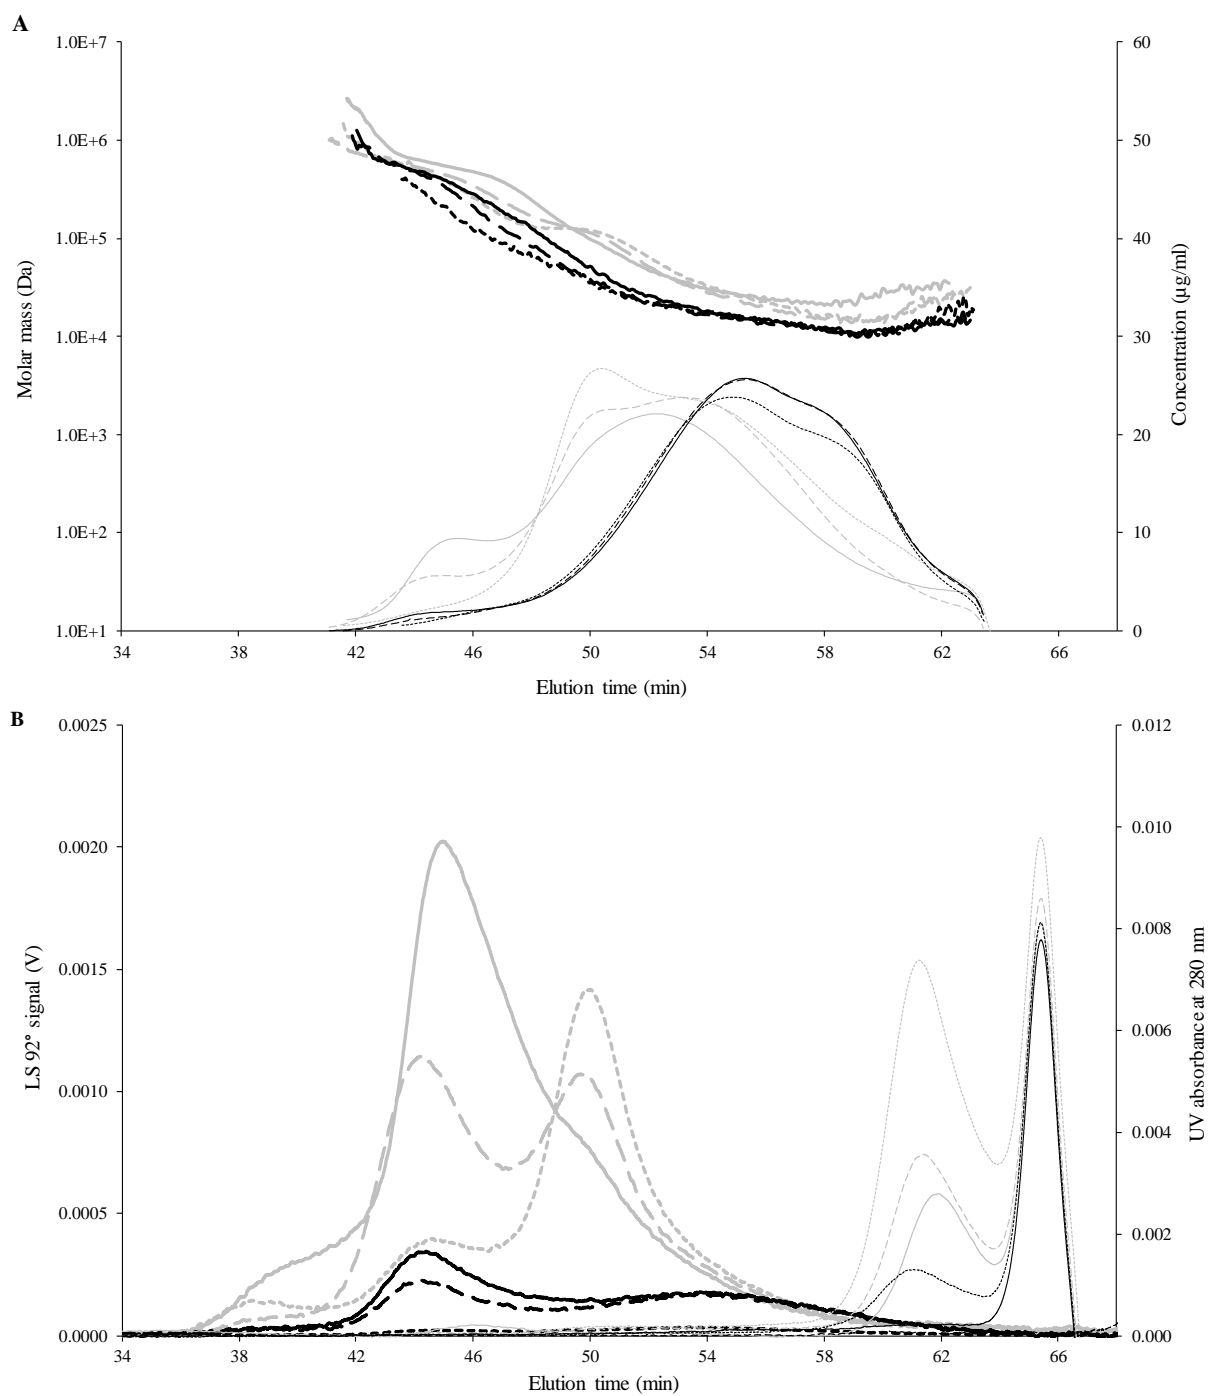 A
1.0E+7
1.0E+6
1.0E+5
1.0E+4
1.0E+3
1.0E+2
1.0E+1
Molar mass (Da)
60
50
40
30
20
10
0
Concentration (µg/ml)
34 38 42 46 50 54 58 62 66
Elution time (min)
B
0.0025
0.0020
0.0015
0.0010
0.0005
0.0000
LS 92° signal (V)
0.012
0.010
0.008
0.006
0.004
0.002
0.000
UV absorbance at 280 nm
34 38 42 46 50 54 58 62 66
Elution time (min)